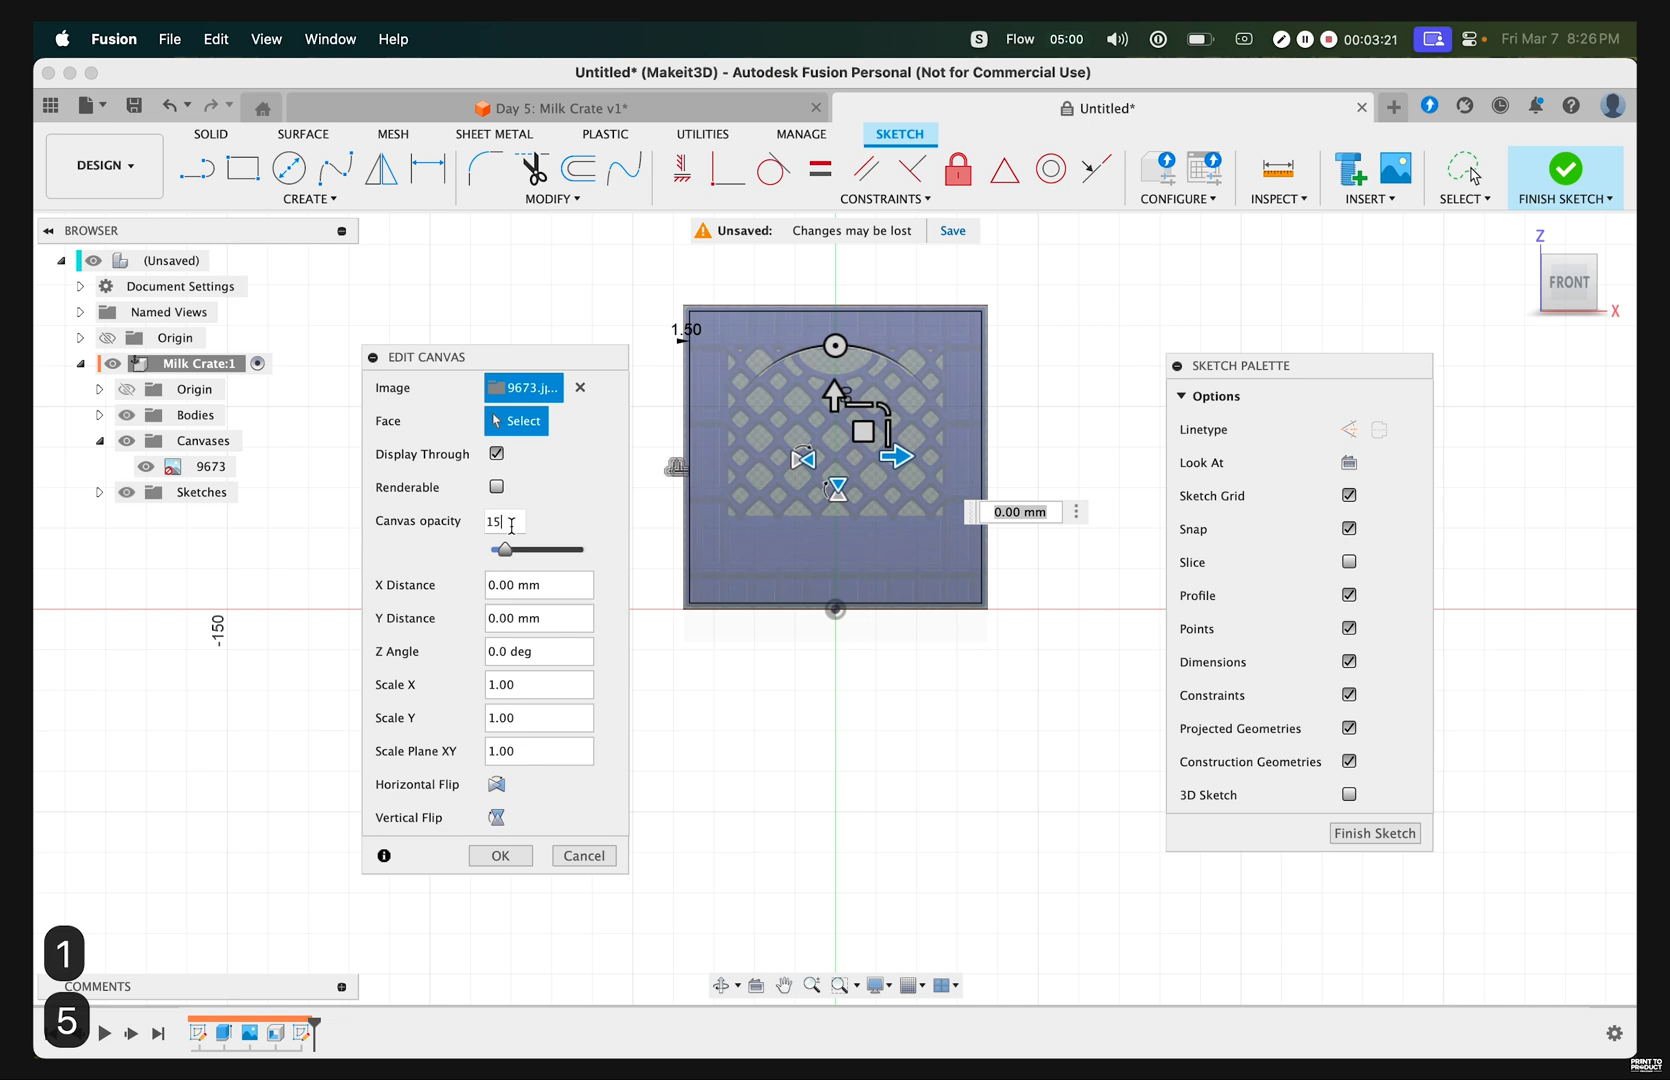 Fusion File Edit View Window Help S Flow 05:00 00:03:21 Fri Mar 7 8:26 PM
Untitled* (Makeit3D) - Autodesk Fusion Personal (Not for Commercial Use)
Day 5: Milk Crate v1* Untitled*
SOLID SURFACE MESH SHEET METAL PLASTIC UTILITIES MANAGE SKETCH
DESIGN
CREATE MODIFY CONSTRAINTS CONFIGURE INSPECT INSERT SELECT FINISH SKETCH
BROWSER
Unsaved: Changes may be lost Save
(Unsaved)
Document Settings
Named Views
Origin
Milk Crate:1
Origin
Bodies
Canvases
9673
Sketches
EDIT CANVAS
Image 9673.j...
Face Select
Display Through
Renderable
Canvas opacity 15
X Distance 0.00 mm
Y Distance 0.00 mm
Z Angle 0.0 deg
Scale X 1.00
Scale Y 1.00
Scale Plane XY 1.00
Horizontal Flip
Vertical Flip
OK Cancel
1.50
0.00 mm
-150
Z
FRONT
X
SKETCH PALETTE
Options
Linetype
Look At
Sketch Grid
Snap
Slice
Profile
Points
Dimensions
Constraints
Projected Geometries
Construction Geometries
3D Sketch
Finish Sketch
1
COMMENTS
5
PRINT TO
PRODUCT